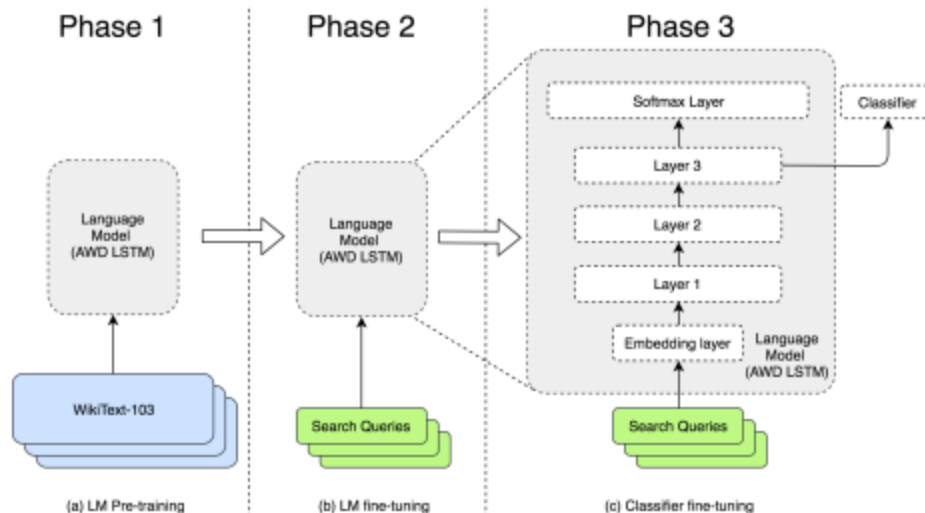 Phase 1
Phase 2
Phase 3
Softmax Layer
Classifier
Layer 3
Language
Model
(AWD LSTM)
Language
Model
(AWD LSTM)
Layer 2
Layer 1
Embedding layer
Language
Model
(AWD LSTM)
WikiText-103
Search Queries
Search Queries
(a) LM Pre-training
(b) LM fine-tuning
(c) Classifier fine-tuning